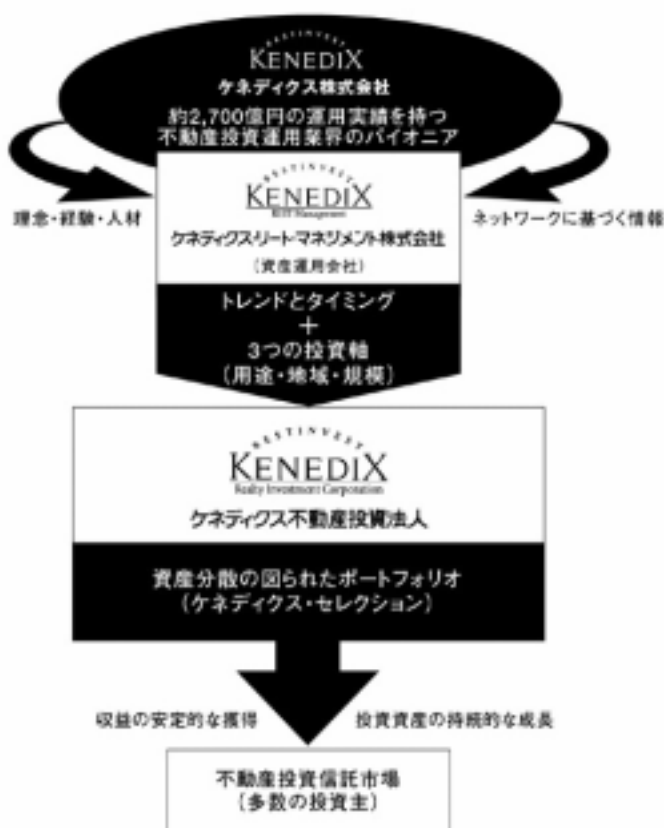 BESTINVEST
KENEDIX
ケネディクス株式会社
約2,700億円の運用実績を持つ
不動産投資運用業界のパイオニア
理念・経験・人材
ネットワークに基づく情報
BESTINVEST
KENEDIX
REIT Management
ケネディクス・リート・マネジメント株式会社
(資産運用会社)
トレンドとタイミング
+
3つの投資軸
(用途・地域・規模)
BESTINVEST
KENEDIX
Realty Investment Corporation
ケネディクス不動産投資法人
資産分散の図られたポートフォリオ
(ケネディクス・セレクション)
収益の安定的な獲得
投資資産の持続的な成長
不動産投資信託市場
(多数の投資主)